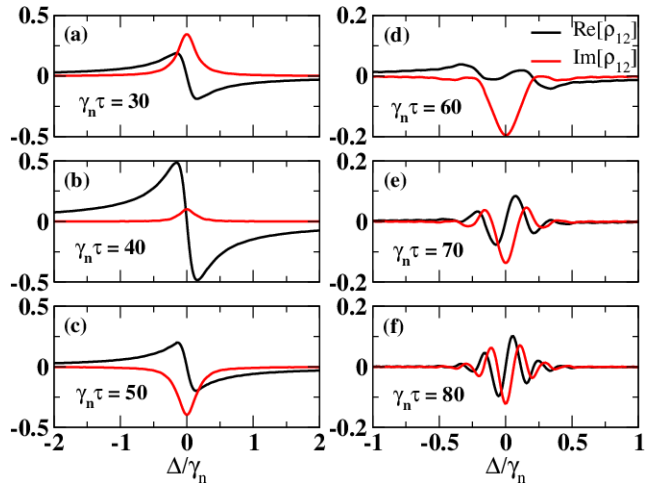 (a)
0.5
0
-0.5
γₙτ = 30
(b)
0.5
0
-0.5
γₙτ = 40
(c)
0.5
0
-0.5
γₙτ = 50
-2
-1
0
1
2
Δ/γₙ
(d)
Re[ρ₁₂]
Im[ρ₁₂]
0.2
0
-0.2
γₙτ = 60
(e)
0.2
0
-0.2
γₙτ = 70
(f)
0.2
0
-0.2
γₙτ = 80
-1
-0.5
0
0.5
1
Δ/γₙ